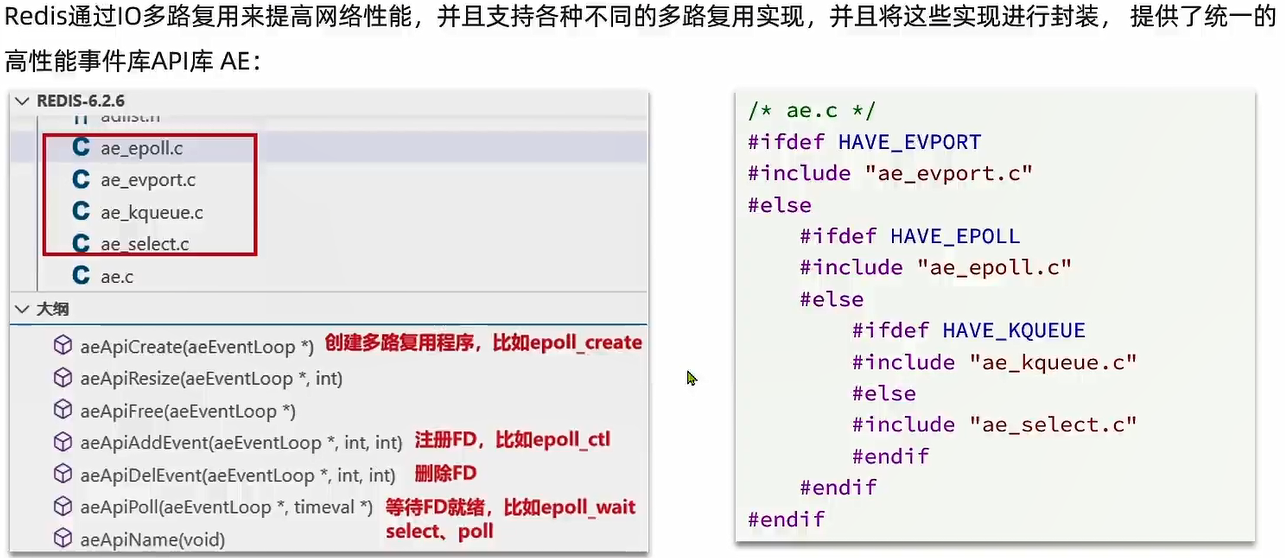 Redis通过IO多路复用来提高网络性能，并且支持各种不同的多路复用实现，并且将这些实现进行封装， 提供了统一的
高性能事件库API库 AE：
REDIS-6.2.6
adlist.h
C ae_epoll.c
C ae_evport.c
C ae_kqueue.c
C ae_select.c
C ae.c
大纲
aeApiCreate(aeEventLoop *) 创建多路复用程序，比如epoll_create
aeApiResize(aeEventLoop *, int)
aeApiFree(aeEventLoop *)
aeApiAddEvent(aeEventLoop *, int, int) 注册FD，比如epoll_ctl
aeApiDelEvent(aeEventLoop *, int, int) 删除FD
aeApiPoll(aeEventLoop *, timeval *) 等待FD就绪，比如epoll_wait
select、poll
aeApiName(void)
/* ae.c */
#ifdef HAVE_EVPORT
#include "ae_evport.c"
#else
#ifdef HAVE_EPOLL
#include "ae_epoll.c"
#else
#ifdef HAVE_KQUEUE
#include "ae_kqueue.c"
#else
#include "ae_select.c"
#endif
#endif
#endif